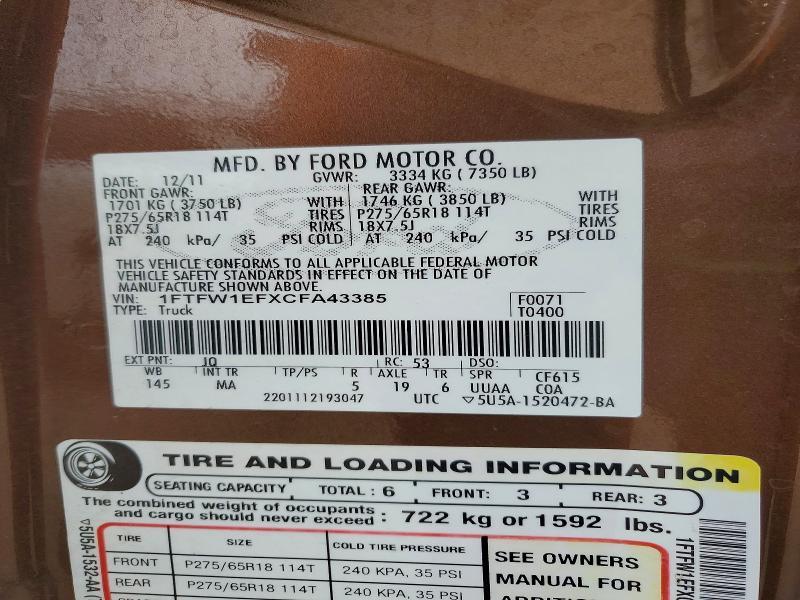 MFD. BY FORD MOTOR CO.
DATE: 12/11 GVWR: 3334 KG ( 7350 LB)
FRONT GAWR: REAR GAWR:
1701 KG ( 3750 LB) WITH 1746 KG ( 3850 LB) WITH
P275/65R18 114T TIRES P275/65R18 114T TIRES
18X7.5J RIMS 18X7.5J RIMS
AT 240 kPa/ 35 PSI COLD AT 240 kPa/ 35 PSI COLD
THIS VEHICLE CONFORMS TO ALL APPLICABLE FEDERAL MOTOR
VEHICLE SAFETY STANDARDS IN EFFECT ON THE DATE OF
MANUFACTURE SHOWN ABOVE.
VIN: 1FTFW1EFXCFA43385 F0071
TYPE: Truck T0400
EXT PNT: JQ RC: 53 DSO:
WB INT TR TP/PS R AXLE TR SPR CF615
145 MA 5 19 6 UUAA COA
2201112193047 UTC ▽5U5A-1520472-BA
TIRE AND LOADING INFORMATION
SEATING CAPACITY TOTAL : 6 FRONT: 3 REAR: 3
The combined weight of occupants
and cargo should never exceed : 722 kg or 1592 lbs.
TIRE SIZE COLD TIRE PRESSURE
FRONT P275/65R18 114T 240 KPA, 35 PSI
REAR P275/65R18 114T 240 KPA, 35 PSI
SEE OWNERS
MANUAL FOR
▽5U5A-1532-AA
1FTFW1EFX